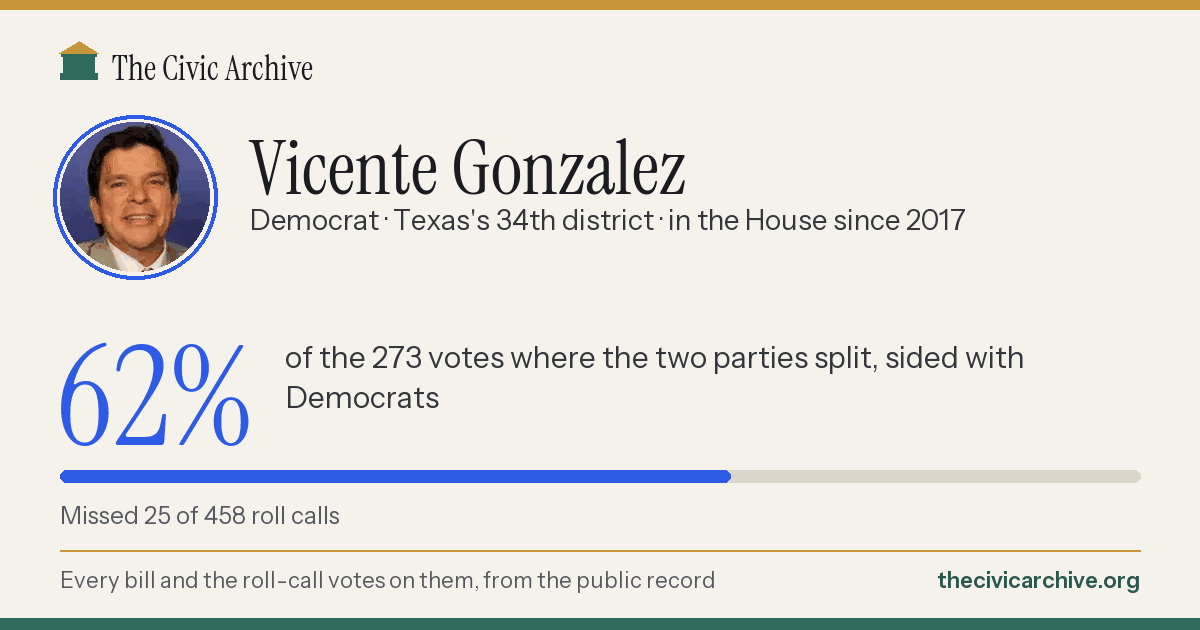 The Civic Archive
Vicente Gonzalez
Democrat · Texas's 34th district · in the House since 2017
62%
of the 273 votes where the two parties split, sided with
Democrats
Missed 25 of 458 roll calls
Every bill and the roll-call votes on them, from the public record
thecivicarchive.org